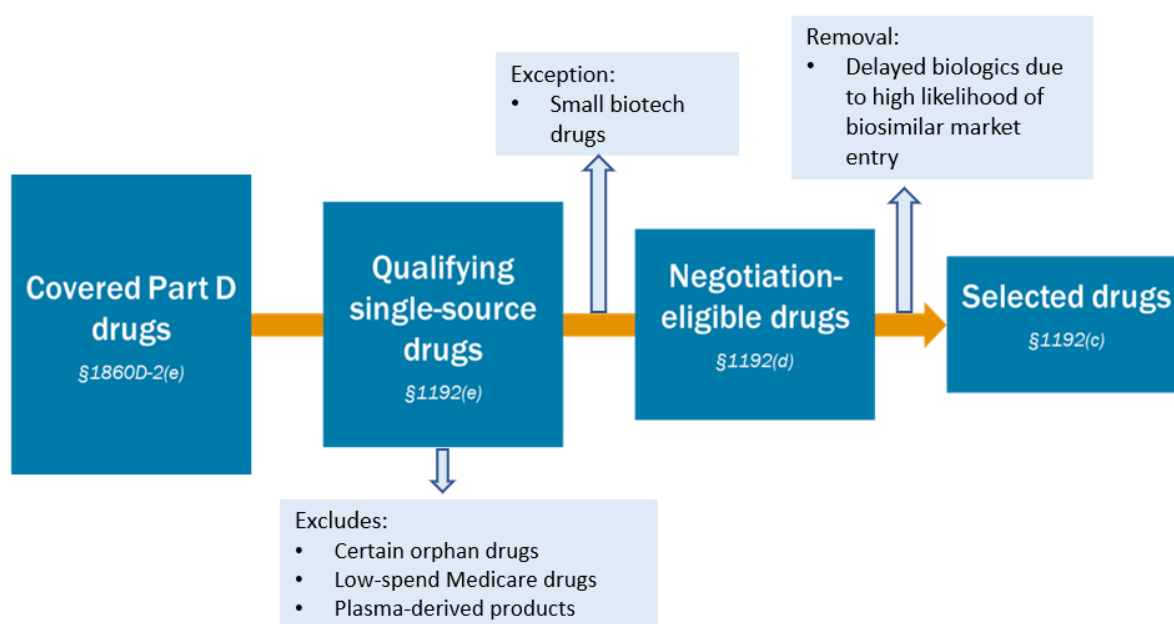 Removal:
• Delayed biologics due
to high likelihood of
biosimilar market
entry
Exception:
• Small biotech
drugs
Covered Part D
drugs
§1860D-2(e)
Qualifying
single-source
drugs
§1192(e)
Negotiation-
eligible drugs
§1192(d)
Selected drugs
§1192(c)
Excludes:
• Certain orphan drugs
• Low-spend Medicare drugs
• Plasma-derived products